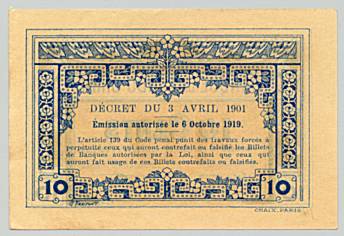 DÉCRET DU 3 AVRIL 1901
Émission autorisée le 6 Octobre 1919.
L'article 139 du Code pénal punit des travaux forcés à
perpétuité ceux qui auront contrefait ou falsifié les Billets
de Banques autorisées par la Loi, ainsi que ceux qui
auront fait usage de ces Billets contrefaits ou falsifiés.
10 10
CHAIX. PARIS